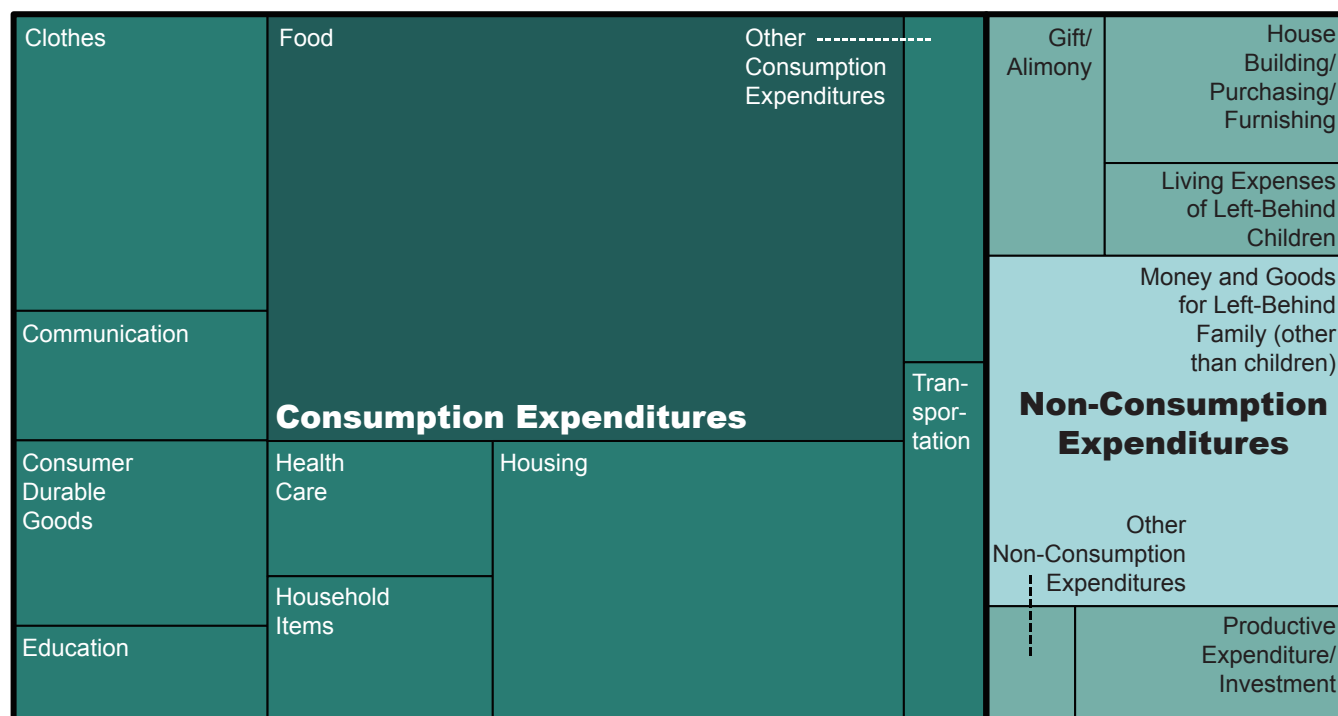 Clothes
Food
Other
Consumption
Expenditures
Gift/
Alimony
House
Building/
Purchasing/
Furnishing
Living Expenses
of Left-Behind
Children
Money and Goods
for Left-Behind
Family (other
than children)
Communication
Tran-
spor-
tation
Consumption Expenditures
Non-Consumption
Expenditures
Consumer
Durable
Goods
Health
Care
Housing
Other
Non-Consumption
Expenditures
Household
Items
Education
Productive
Expenditure/
Investment